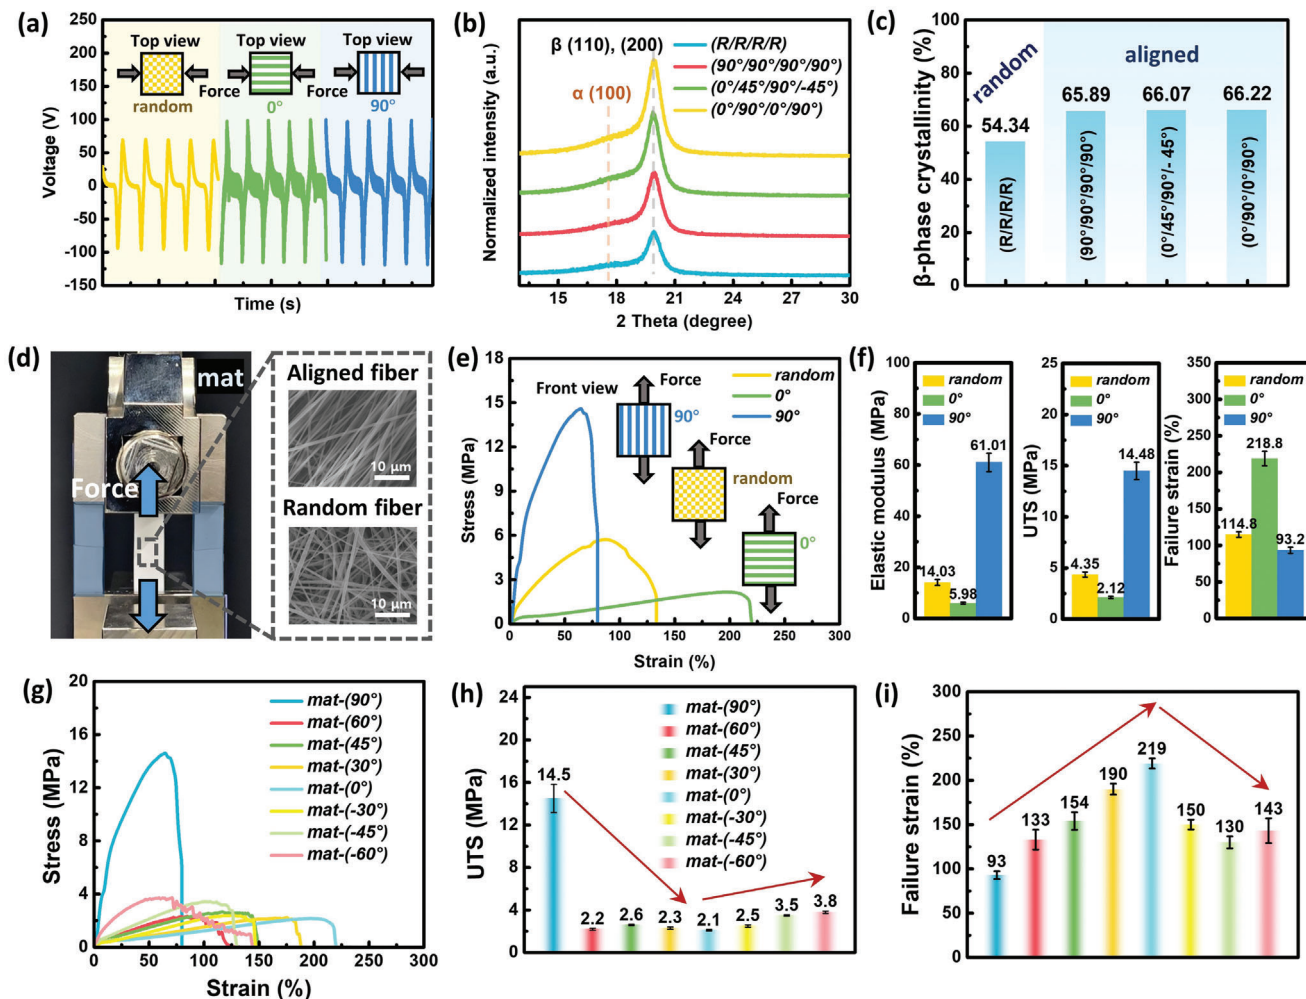 (a)
Voltage (V)
250
200
150
100
50
0
-50
-100
-150
Top view
Top view
Top view
Force
Force
random
0°
90°
Time (s)
(b)
Normalized intensity (a.u.)
β (110), (200)
α (100)
(R/R/R/R)
(90°/90°/90°/90°)
(0°/45°/90°/-45°)
(0°/90°/0°/90°)
15
18
21
24
27
30
2 Theta (degree)
(c)
β-phase crystallinity (%)
100
80
60
40
20
0
random
aligned
54.34
65.89
66.07
66.22
(R/R/R/R)
(90°/90°/90°/90°)
(0°/45°/90°/- 45°)
(0°/90°/0°/90°)
(d)
mat
Force
Aligned fiber
10 μm
Random fiber
10 μm
(e)
Stress (MPa)
18
15
12
9
6
3
0
Front view
Force
random
0°
90°
90°
Force
random
Force
0°
0
50
100
150
200
250
300
Strain (%)
(f)
Elastic modulus (MPa)
100
80
60
40
20
0
random
0°
90°
14.03
5.98
61.01
UTS (MPa)
25
20
15
10
5
0
random
0°
90°
4.35
2.12
14.48
Failure strain (%)
400
350
300
250
200
150
100
50
0
random
0°
90°
1114.8
218.8
93.2
(g)
Stress (MPa)
20
16
12
8
4
0
mat-(90°)
mat-(60°)
mat-(45°)
mat-(30°)
mat-(0°)
mat-(-30°)
mat-(-45°)
mat-(-60°)
0
50
100
150
200
250
300
Strain (%)
(h)
UTS (MPa)
24
20
16
12
8
4
0
mat-(90°)
mat-(60°)
mat-(45°)
mat-(30°)
mat-(0°)
mat-(-30°)
mat-(-45°)
mat-(-60°)
14.5
2.2
2.6
2.3
2.1
2.5
3.5
3.8
(i)
Failure strain (%)
300
250
200
150
100
50
0
93
133
154
190
219
150
130
143